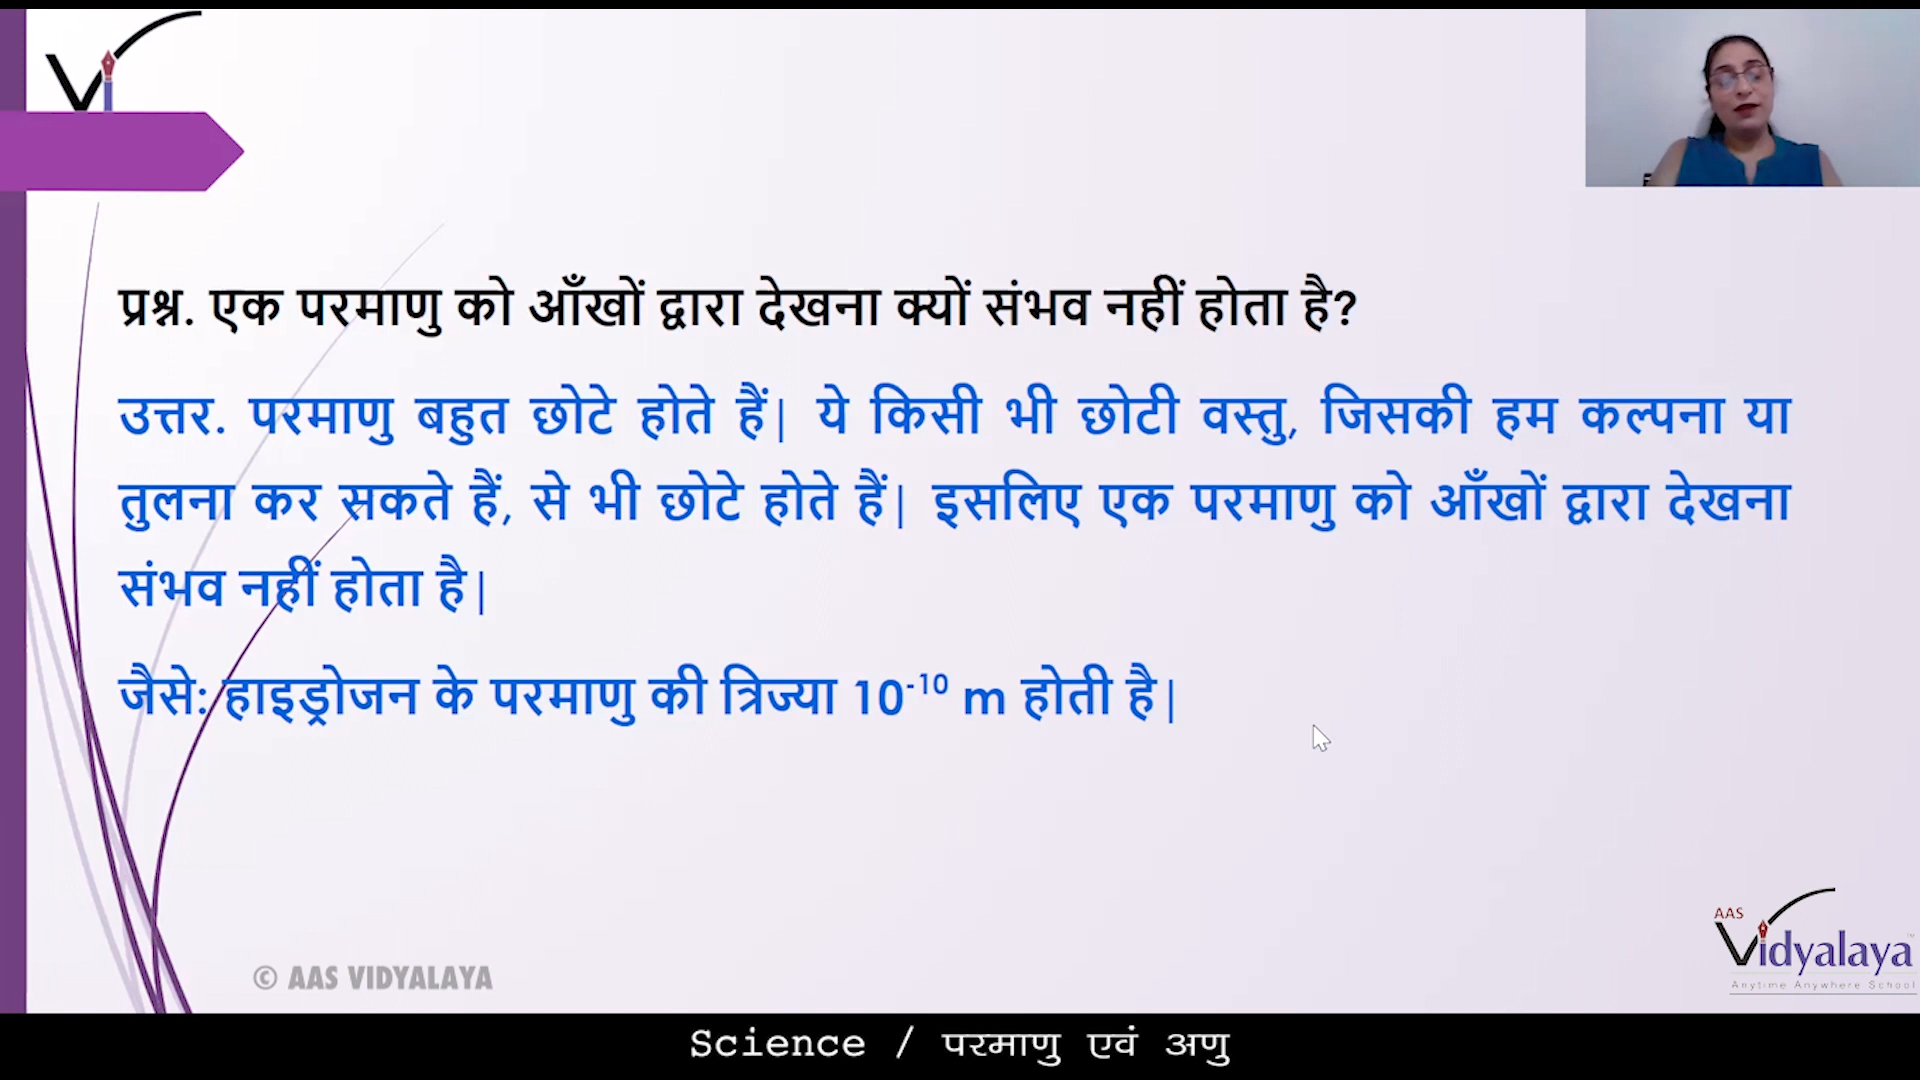 प्रश्न. एक परमाणु को आँखों द्वारा देखना क्यों संभव नहीं होता है?
उत्तर. परमाणु बहुत छोटे होते हैं| ये किसी भी छोटी वस्तु, जिसकी हम कल्पना या
तुलना कर सकते हैं, से भी छोटे होते हैं| इसलिए एक परमाणु को आँखों द्वारा देखना
संभव नहीं होता है|
जैसे: हाइड्रोजन के परमाणु की त्रिज्या 10⁻¹⁰ m होती है|
© AAS VIDYALAYA
AAS
Vidyalaya
Anytime Anywhere School
Science / परमाणु एवं अणु